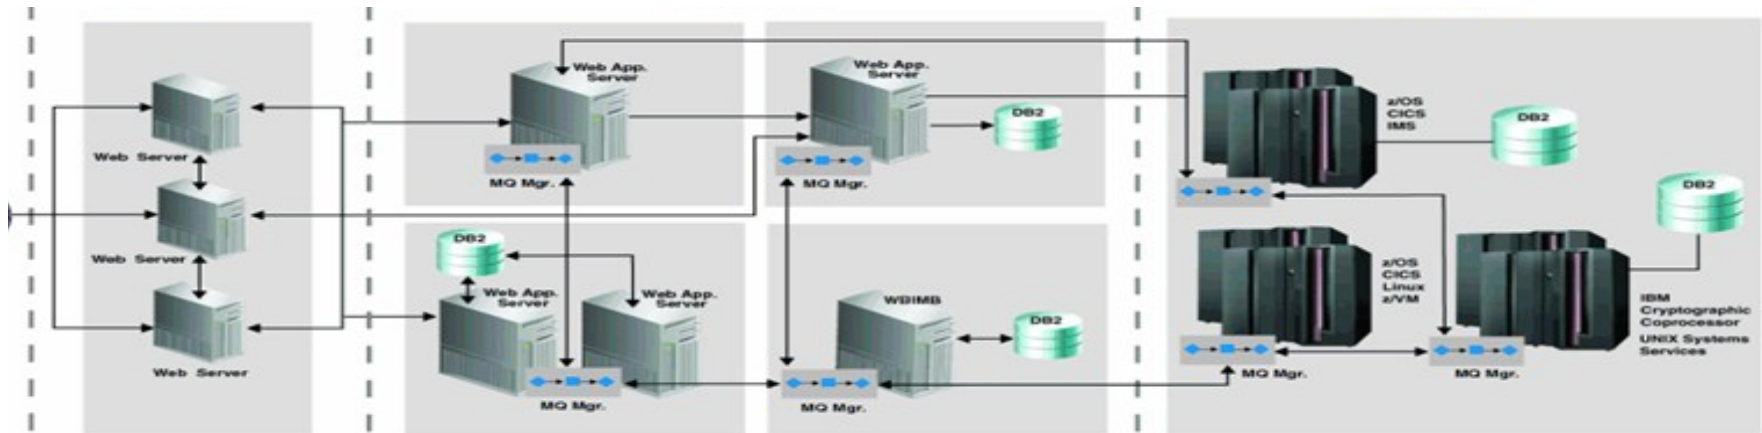 Web Server
Web Server
Web Server
Web App.
Server
MQ Mgr.
Web App.
Server
DB2
MQ Mgr.
DB2
Web App.
Server
Web App.
Server
MQ Mgr.
WBIMB
DB2
MQ Mgr.
z/OS
CICS
IMS
DB2
z/OS
CICS
Linux
z/VM
MQ Mgr.
DB2
IBM
Cryptographic
Coprocessor
UNIX Systems
Services
MQ Mgr.